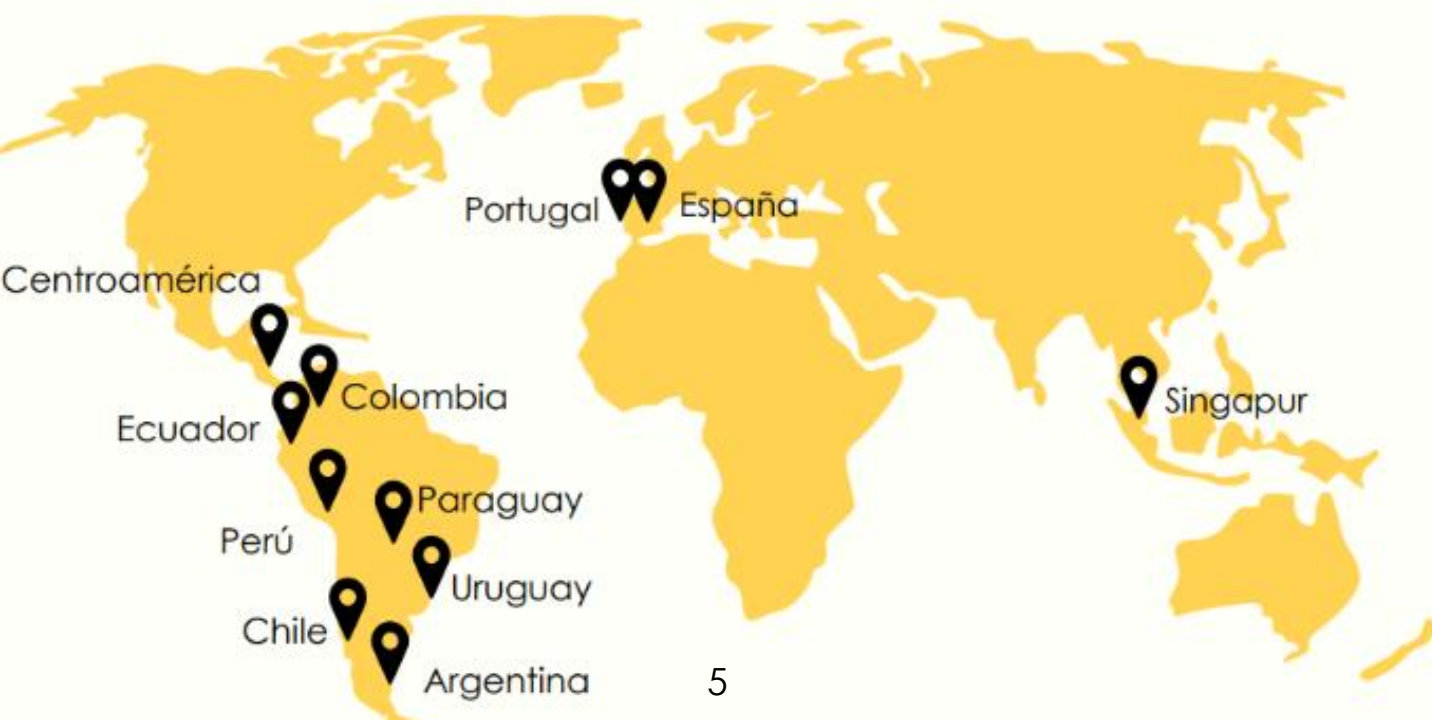 Portugal
España
Centroamérica
Colombia
Singapur
Ecuador
Paraguay
Perú
Uruguay
Chile
Argentina
5